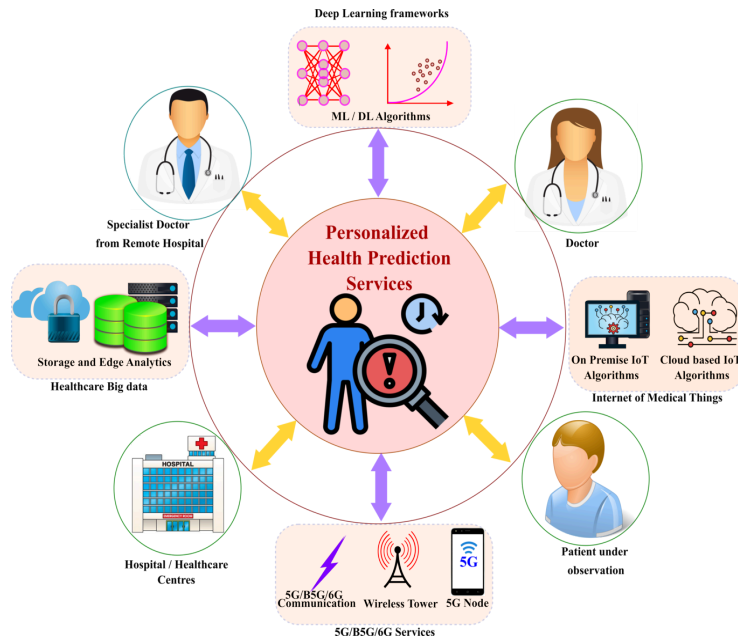 Deep Learning frameworks
ML / DL Algorithms
Specialist Doctor
from Remote Hospital
Doctor
Personalized
Health Prediction
Services
Storage and Edge Analytics
Healthcare Big data
On Premise IoT
Algorithms
Cloud based IoT
Algorithms
Internet of Medical Things
HOSPITAL
Hospital / Healthcare
Centres
Patient under
observation
5G/B5G/6G
Communication
Wireless Tower
5G
5G Node
5G/B5G/6G Services